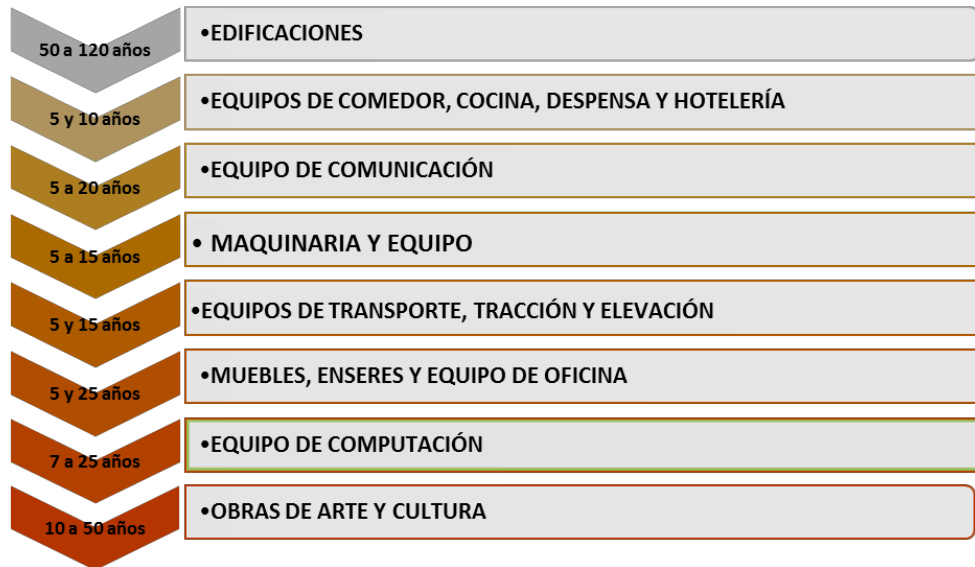 50 a 120 años
•EDIFICACIONES
5 y 10 años
•EQUIPOS DE COMEDOR, COCINA, DESPENSA Y HOTELERÍA
5 a 20 años
•EQUIPO DE COMUNICACIÓN
5 a 15 años
• MAQUINARIA Y EQUIPO
5 y 15 años
•EQUIPOS DE TRANSPORTE, TRACCIÓN Y ELEVACIÓN
5 y 25 años
•MUEBLES, ENSERES Y EQUIPO DE OFICINA
7 a 25 años
•EQUIPO DE COMPUTACIÓN
10 a 50 años
•OBRAS DE ARTE Y CULTURA